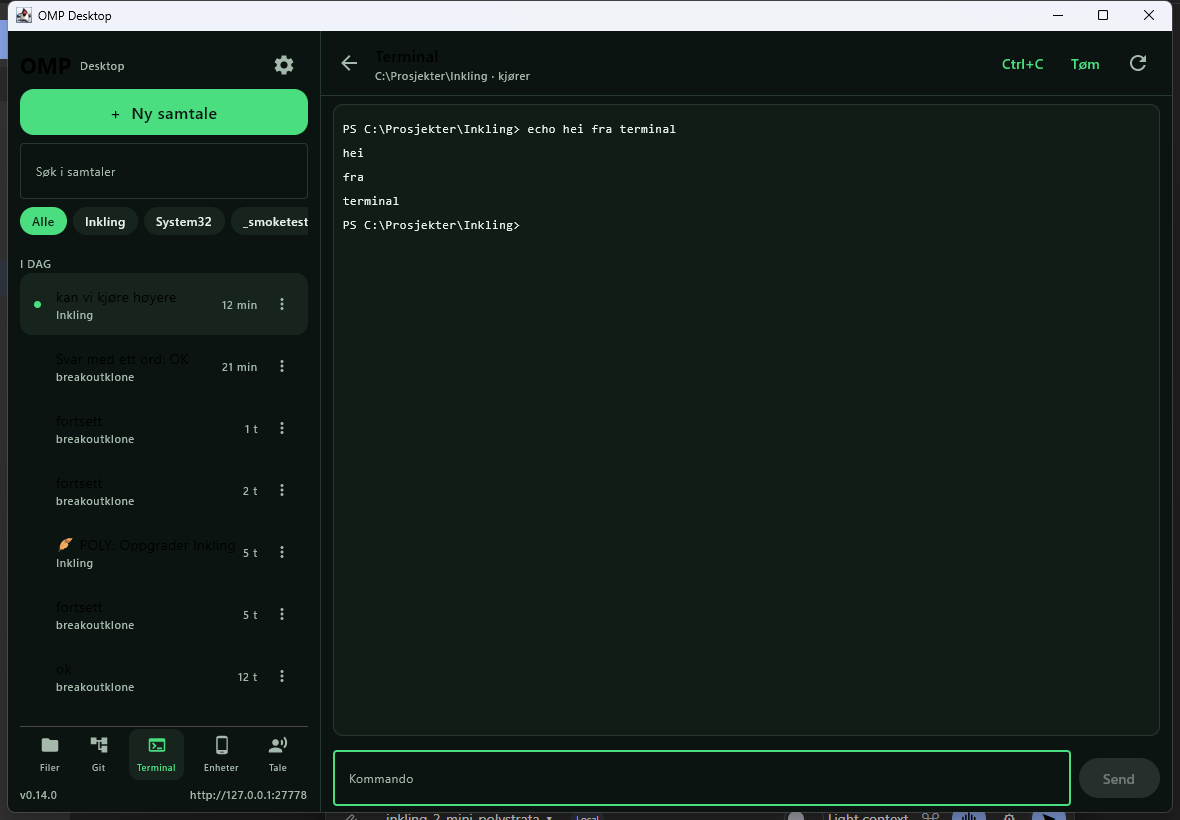 OMP Desktop
OMP Desktop
+ Ny samtale
Søk i samtaler
Alle Inkling System32 _smoketest
I DAG
kan vi kjøre høyere
Inkling
12 min
Svar med ett ord: OK
breakoutklone
21 min
fortsett
breakoutklone
1 t
fortsett
breakoutklone
2 t
POLY: Oppgrader Inkling
Inkling
5 t
fortsett
breakoutklone
5 t
ok
breakoutklone
12 t
Filer Git Terminal Enheter Tale
v0.14.0 http://127.0.0.1:27778
Terminal
C:\Prosjekter\Inkling · kjører
Ctrl+C Tøm
PS C:\Prosjekter\Inkling> echo hei fra terminal
hei
fra
terminal
PS C:\Prosjekter\Inkling>
Kommando
Send
inkling-2-mini-polystrata Local Light context